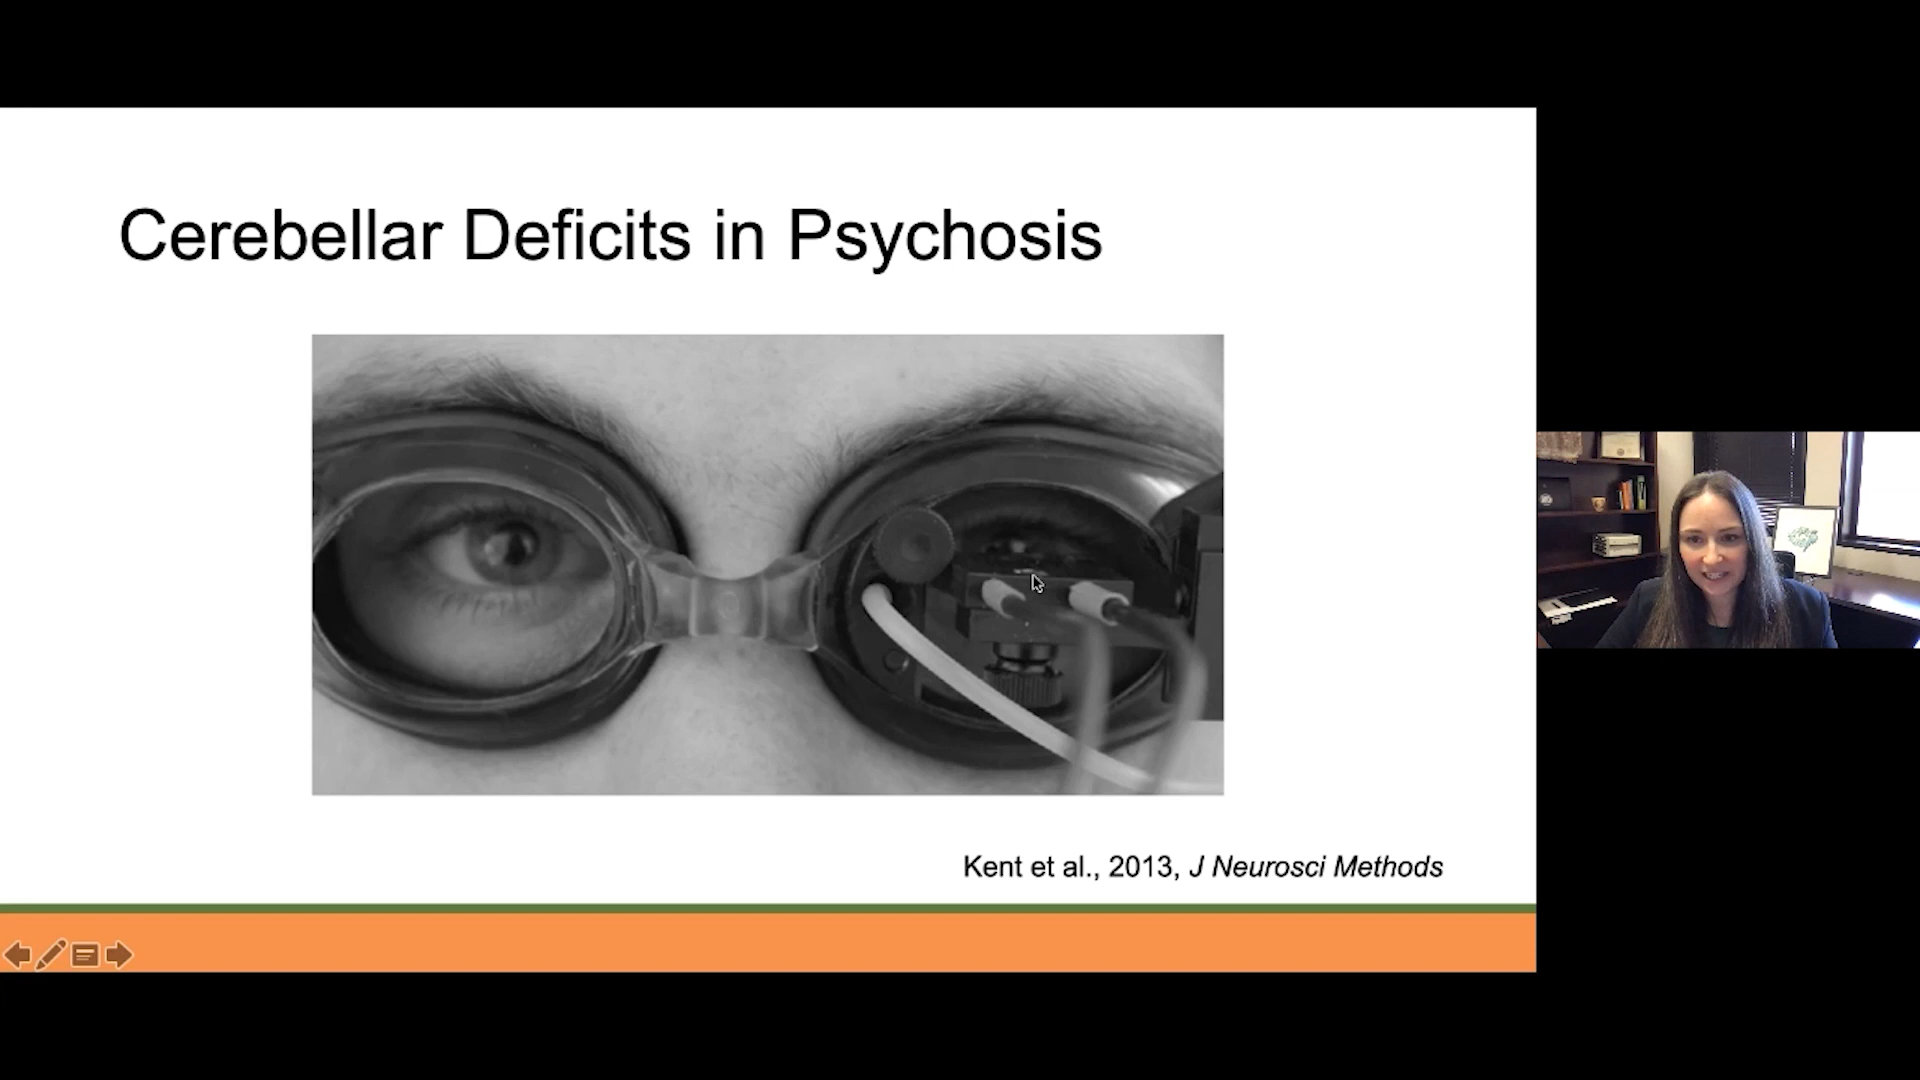 Cerebellar Deficits in Psychosis
Kent et al., 2013, J Neurosci Methods